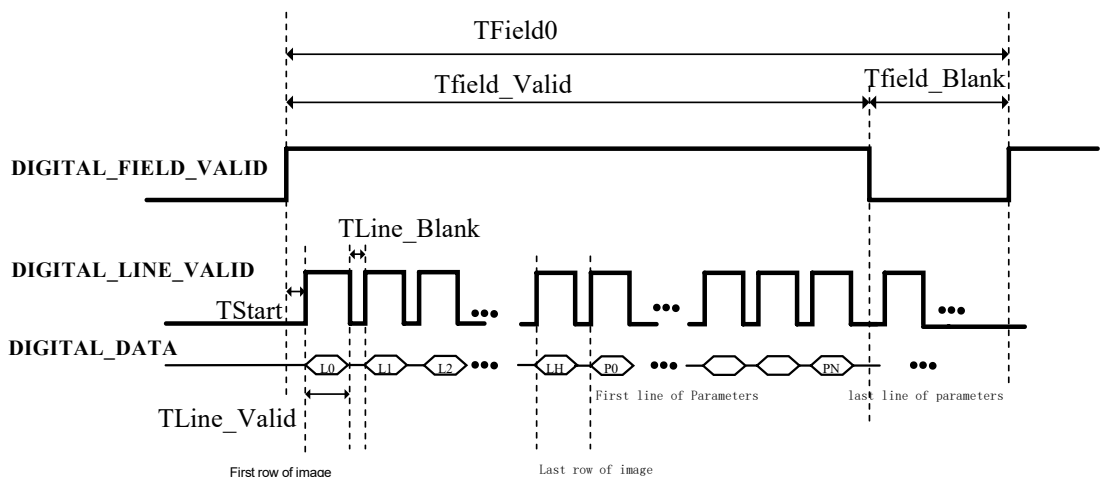 TField0
Tfield_Valid
Tfield_Blank
DIGITAL_FIELD_VALID
TLine_Blank
DIGITAL_LINE_VALID
TStart
DIGITAL_DATA
L0
L1
L2
LH
P0
PN
First line of Parameters
last line of parameters
TLine_Valid
First row of image
Last row of image